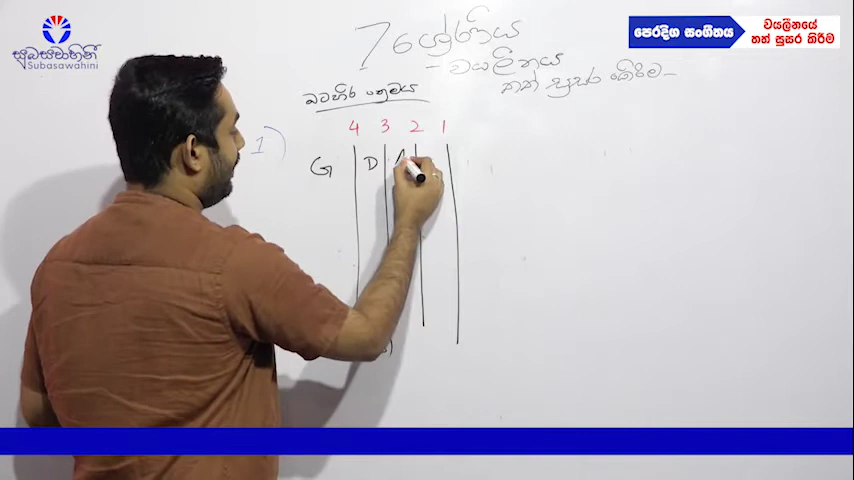 සුබසවාහිනී
Subasawahini
පෙරදිග සංගීතය
වයලීනයේ
තත් සුසර කිරීම
7 ශ්‍රේණිය
- වයලීනය
තත් සුසර කිරීම -
බටහිර ක්‍රමය
4 3 2 1
1)
G D A